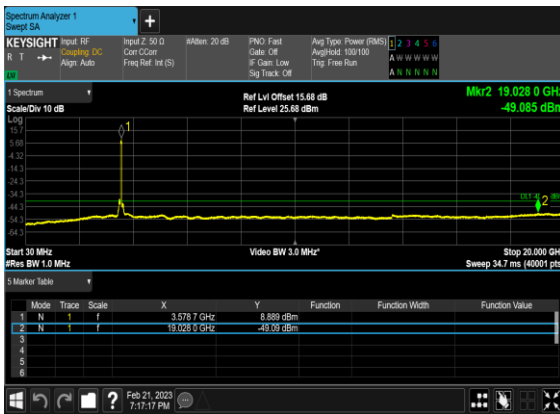 Spectrum Analyzer 1
Swept SA
KEYSIGHT Input: RF Input Z: 50 Ω #Atten: 20 dB PNO: Fast Avg Type: Power (RMS) 1 2 3 4 5 6
R T Coupling: DC Corr CCorr Gate: Off Avg|Hold: 100/100 A W W W W W
Align: Auto Freq Ref: Int (S) IF Gain: Low Trig: Free Run
Sig Track: Off A N N N N N
1 Spectrum Ref Lvl Offset 15.68 dB Mkr2 19.028 0 GHz
Scale/Div 10 dB Ref Level 25.68 dBm -49.085 dBm
Log
15.7
5.68
-4.32
-14.3
-24.3
-34.3
-44.3
-54.3
-64.3
1
2
Start 30 MHz Video BW 3.0 MHz* Stop 20.000 GHz
#Res BW 1.0 MHz Sweep 34.7 ms (40001 pts)
5 Marker Table
Mode Trace Scale X Y Function Function Width Function Value
1 N 1 f 3.578 7 GHz 8.889 dBm
2 N 1 f 19.028 0 GHz -49.09 dBm
3
4
5
6
Feb 21, 2023
7:17:17 PM